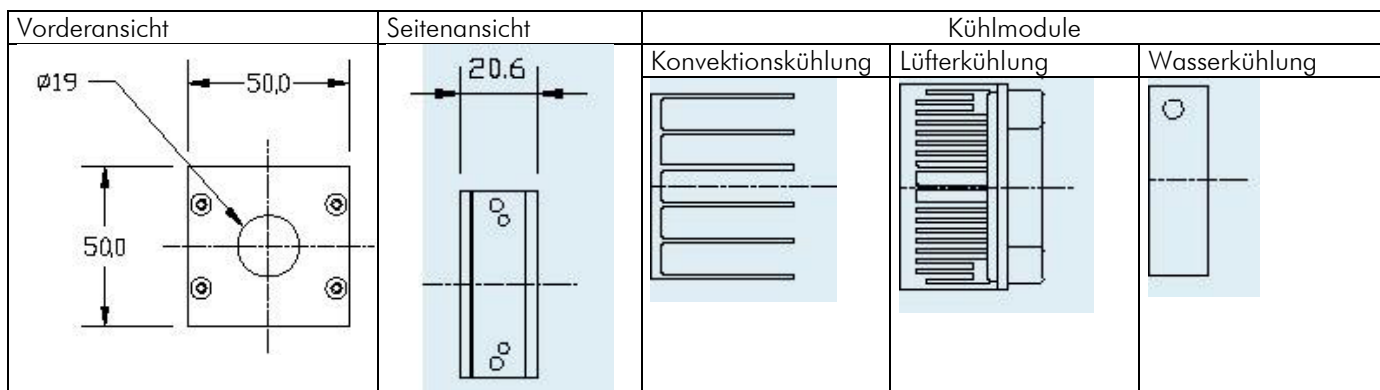 Vorderansicht
Seitenansicht
Kühlmodule
Konvektionskühlung
Lüfterkühlung
Wasserkühlung
ø19
50,0
50,0
20.6